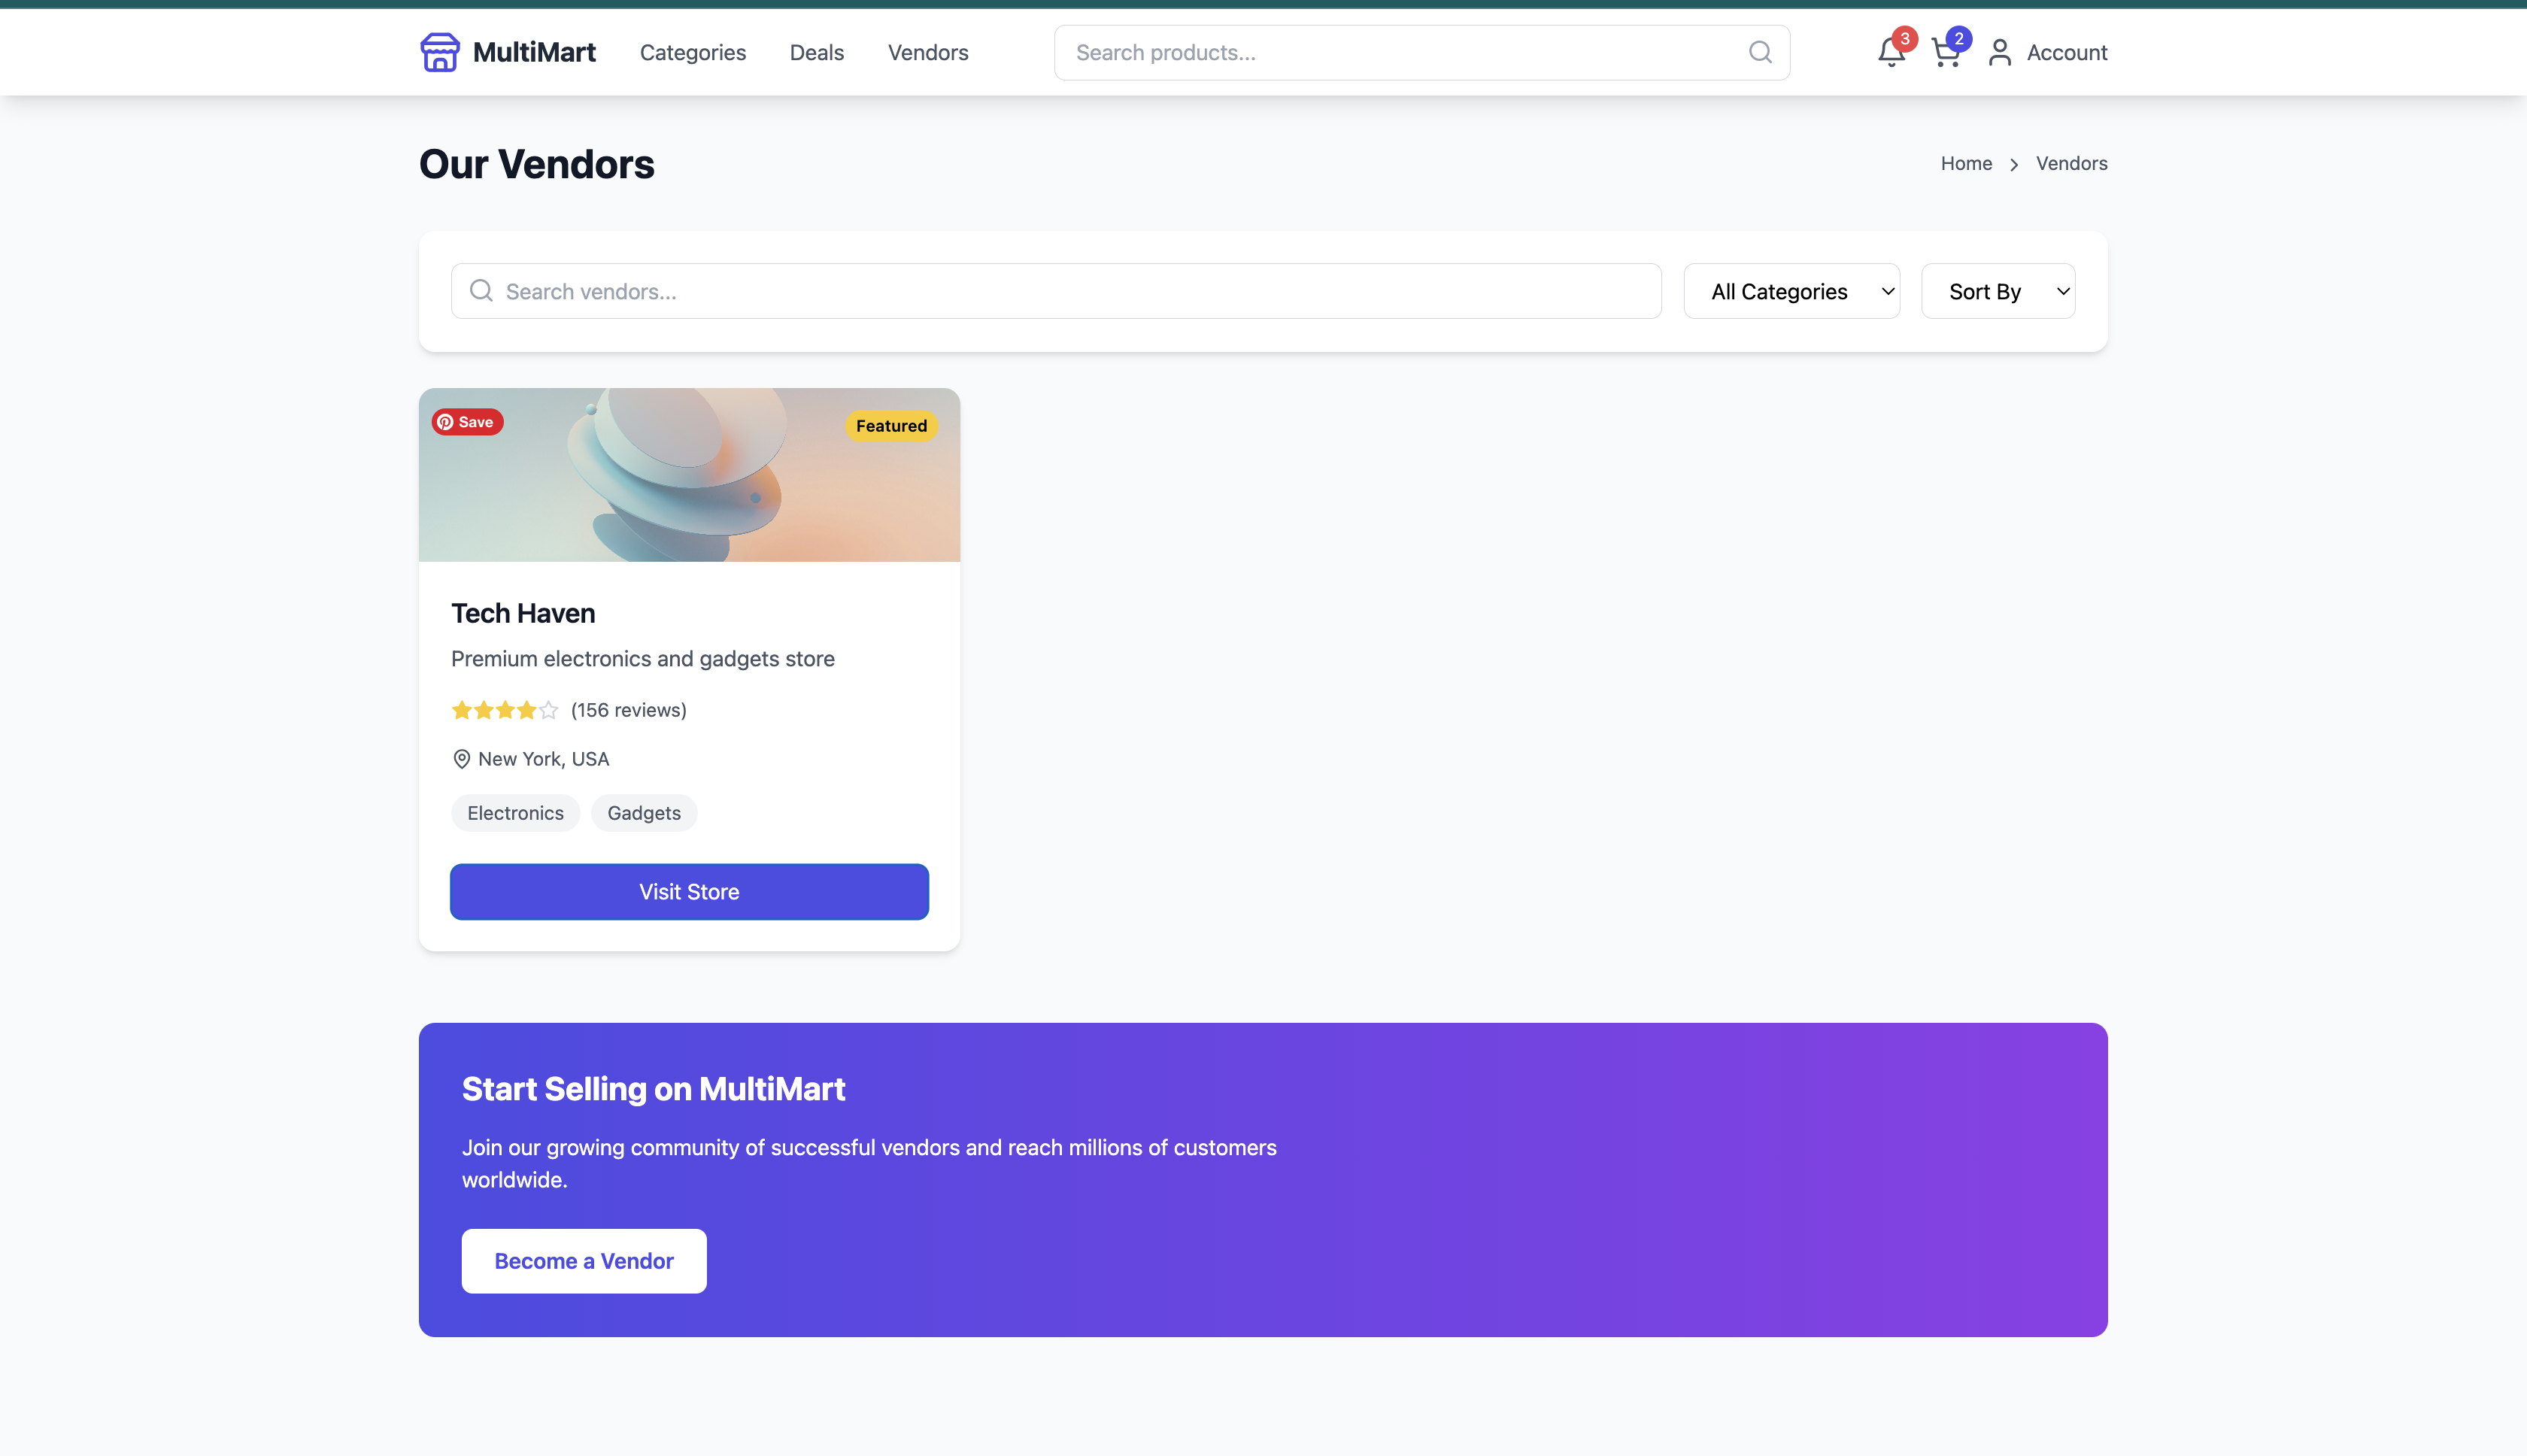 MultiMart
Categories
Deals
Vendors
Search products...
3
2
Account
Our Vendors
Home
Vendors
Search vendors...
All Categories
Sort By
Save
Featured
Tech Haven
Premium electronics and gadgets store
(156 reviews)
New York, USA
Electronics
Gadgets
Visit Store
Start Selling on MultiMart
Join our growing community of successful vendors and reach millions of customers
worldwide.
Become a Vendor